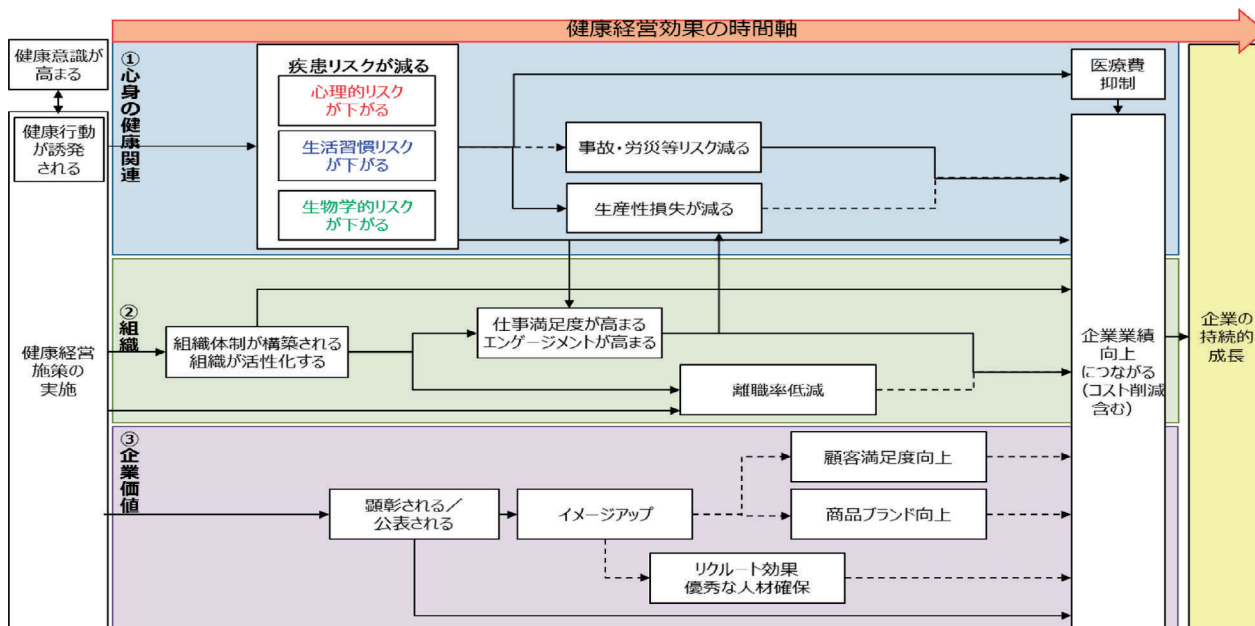 健康経営効果の時間軸
健康意識が
高まる
健康行動
が誘発
される
健康経営
施策の
実施
①心身の健康関連
疾患リスクが減る
心理的リスク
が下がる
生活習慣リスク
が下がる
生物学的リスク
が下がる
事故・労災等リスク減る
生産性損失が減る
医療費
抑制
②組織
組織体制が構築される
組織が活性化する
仕事満足度が高まる
エンゲージメントが高まる
離職率低減
③企業価値
顕彰される／
公表される
イメージアップ
顧客満足度向上
商品ブランド向上
リクルート効果
優秀な人材確保
企業業績
向上
につながる
（コスト削減
含む）
企業の
持続的
成長